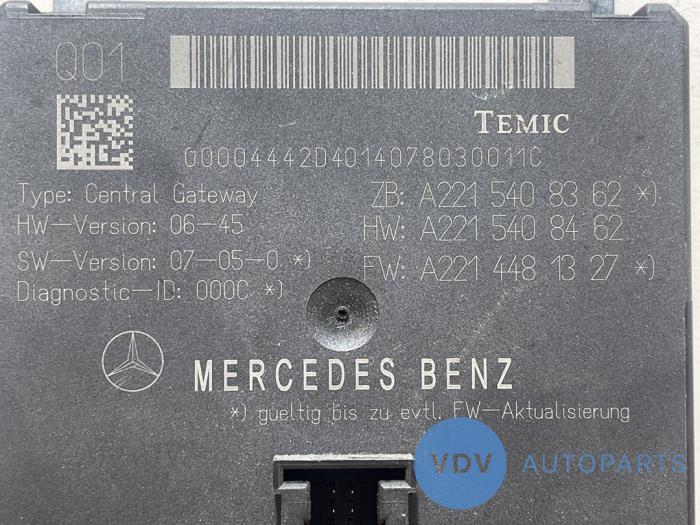 Q01
TEMIC
00004442D4014078030011C
Type: Central Gateway ZB: A221 540 83 62 *)
HW-Version: 06-45 HW: A221 540 84 62
SW-Version: 07-05-0 *) FW: A221 448 13 27 *)
Diagnostic-ID: 000C *)
MERCEDES BENZ
*) gueltig bis zu evtl. FW-Aktualisierung
VDV AUTOPARTS